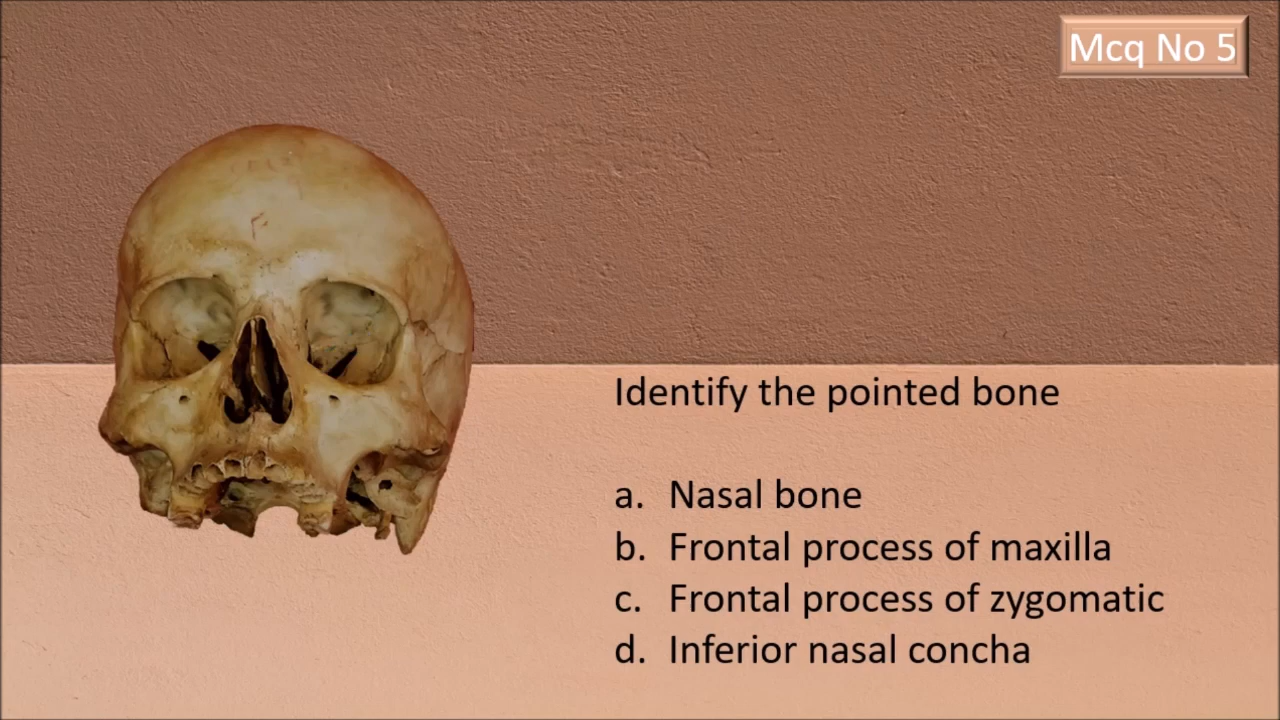 Mcq No 5
Identify the pointed bone
a. Nasal bone
b. Frontal process of maxilla
c. Frontal process of zygomatic
d. Inferior nasal concha